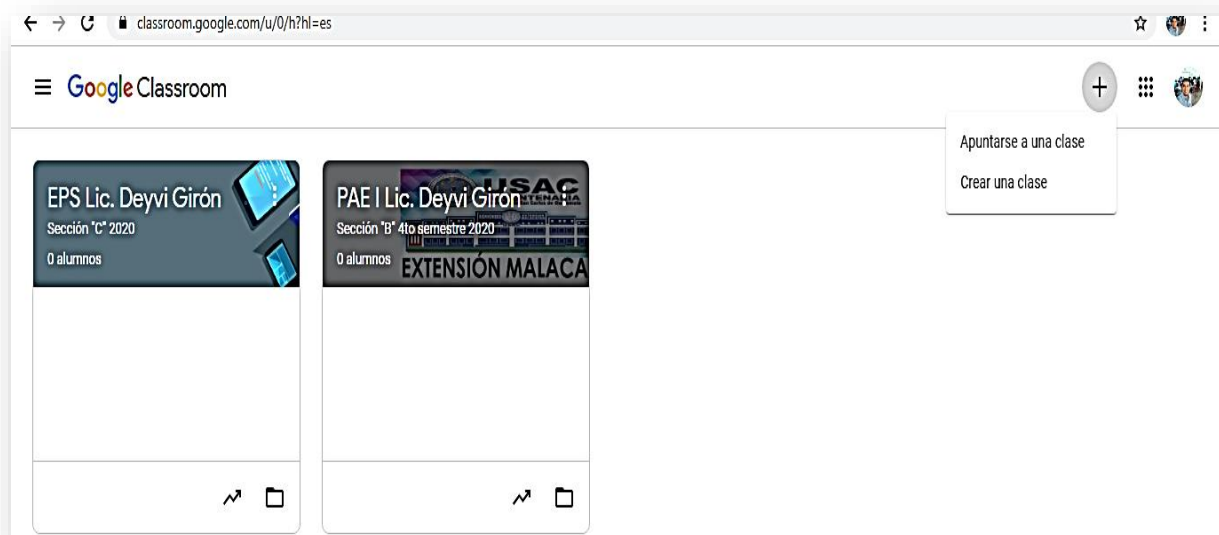 classroom.google.com/u/0/h?hl=es
Google Classroom
Apuntarse a una clase
Crear una clase
EPS Lic. Deyvi Girón
Sección "C" 2020
0 alumnos
PAE I Lic. Deyvi Girón
Sección "B" 4to semestre 2020
0 alumnos
USAC
EXTENSIÓN MALACA